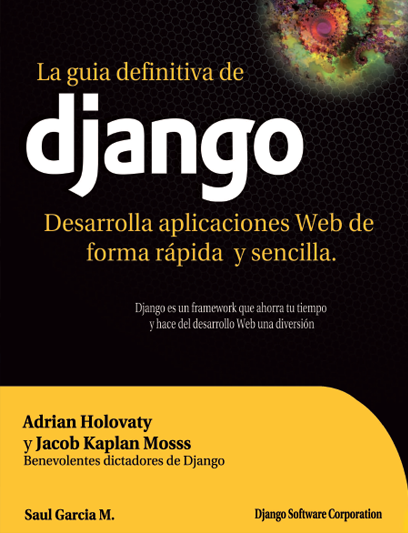 La guia definitiva de
django
Desarrolla aplicaciones Web de
forma rápida y sencilla.
Django es un framework que ahorra tu tiempo
y hace del desarrollo Web una diversión
Adrian Holovaty
y Jacob Kaplan Mosss
Benevolentes dictadores de Django
Saul Garcia M.
Django Software Corporation